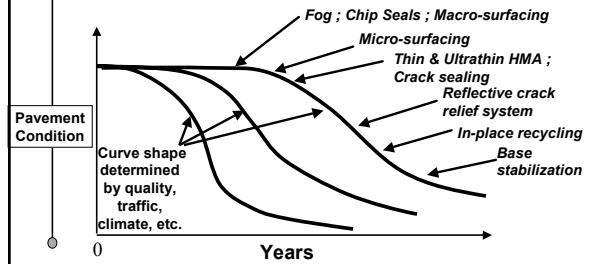 Fog ; Chip Seals ; Macro-surfacing
Micro-surfacing
Thin & Ultrathin HMA ;
Crack sealing
Reflective crack
relief system
In-place recycling
Base
stabilization
Pavement
Condition
Curve shape
determined
by quality,
traffic,
climate, etc.
0
Years